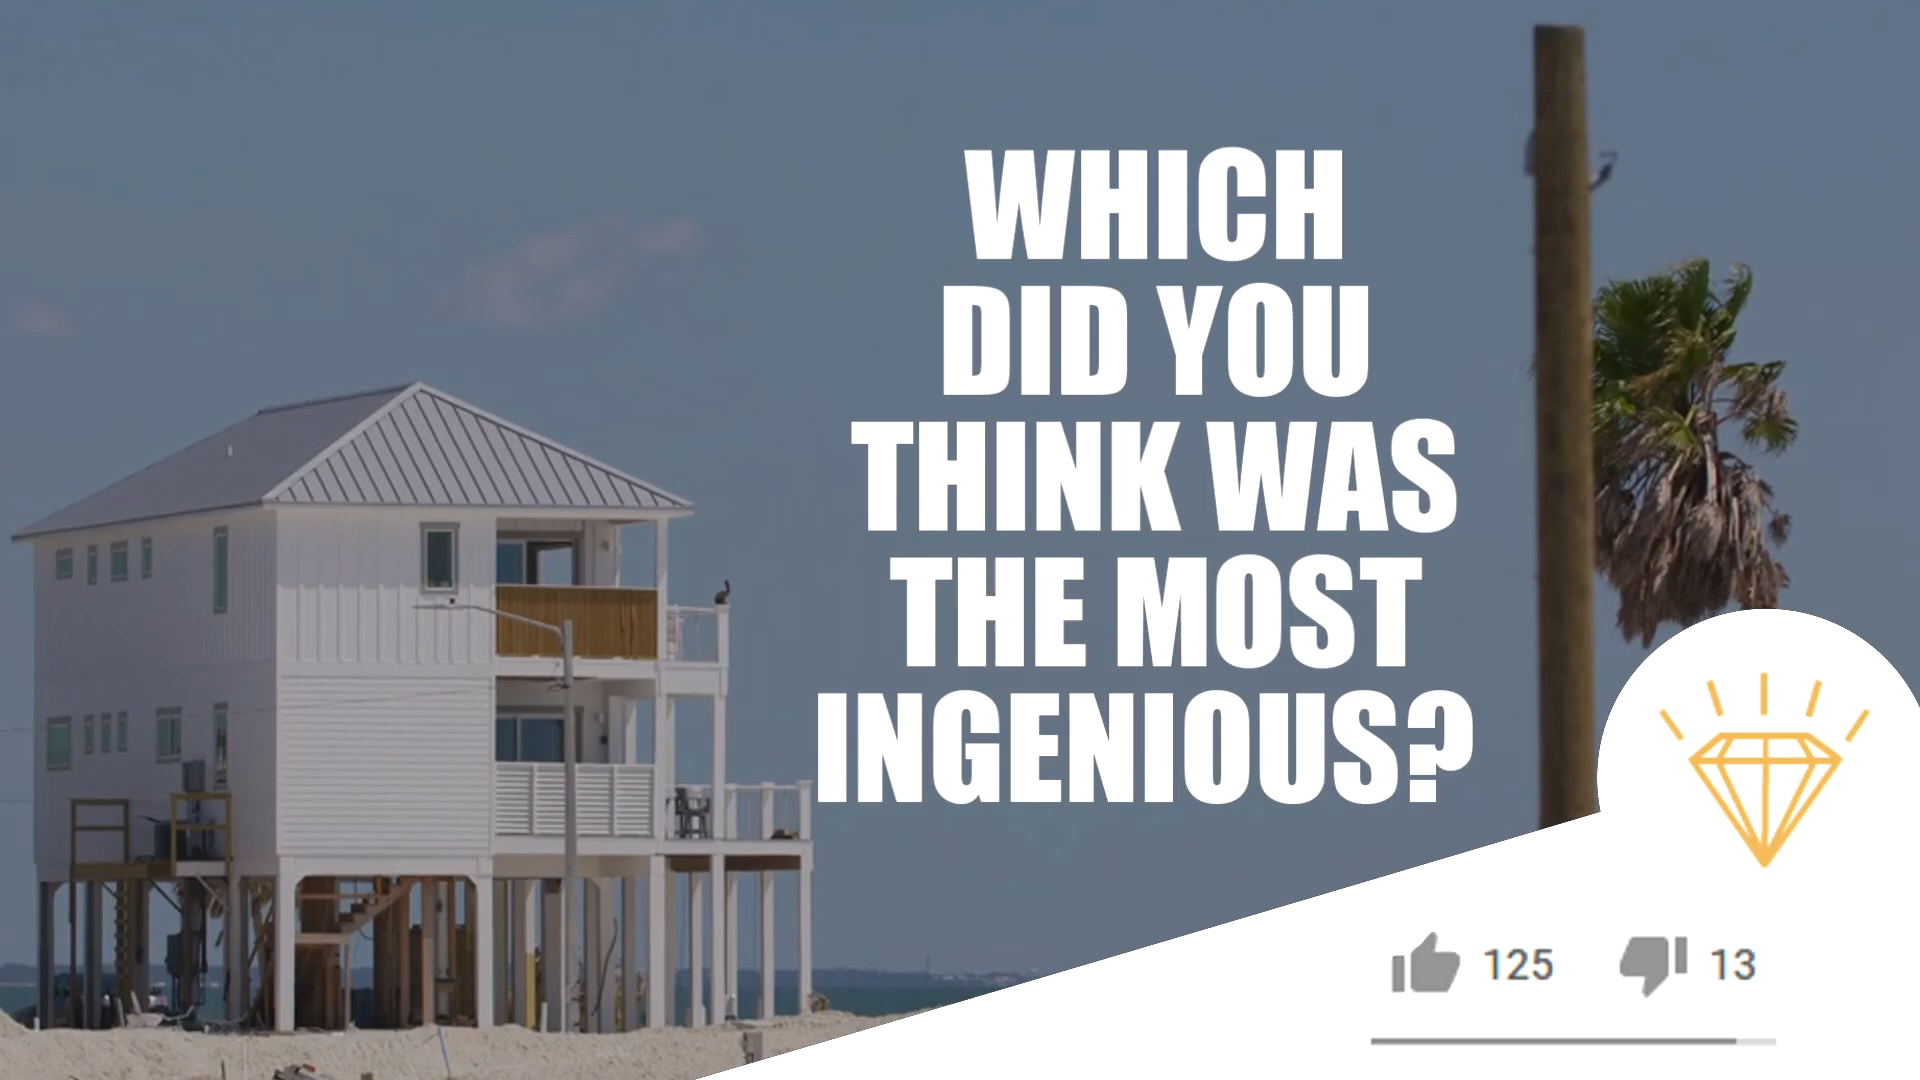 WHICH
DID YOU
THINK WAS
THE MOST
INGENIOUS?
125 13